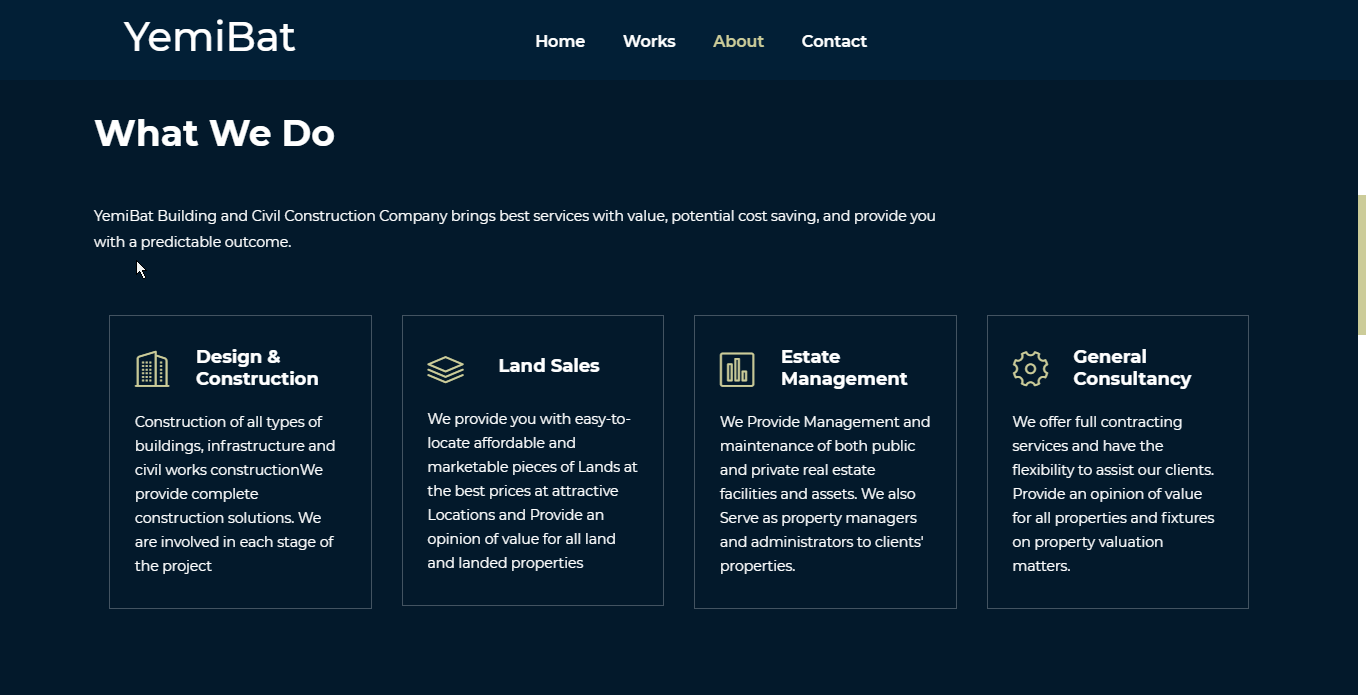 YemiBat
Home Works About Contact
What We Do
YemiBat Building and Civil Construction Company brings best services with value, potential cost saving, and provide you
with a predictable outcome.
Design &
Construction
Construction of all types of
buildings, infrastructure and
civil works constructionWe
provide complete
construction solutions. We
are involved in each stage of
the project
Land Sales
We provide you with easy-to-
locate affordable and
marketable pieces of Lands at
the best prices at attractive
Locations and Provide an
opinion of value for all land
and landed properties
Estate
Management
We Provide Management and
maintenance of both public
and private real estate
facilities and assets. We also
Serve as property managers
and administrators to clients'
properties.
General
Consultancy
We offer full contracting
services and have the
flexibility to assist our clients.
Provide an opinion of value
for all properties and fixtures
on property valuation
matters.